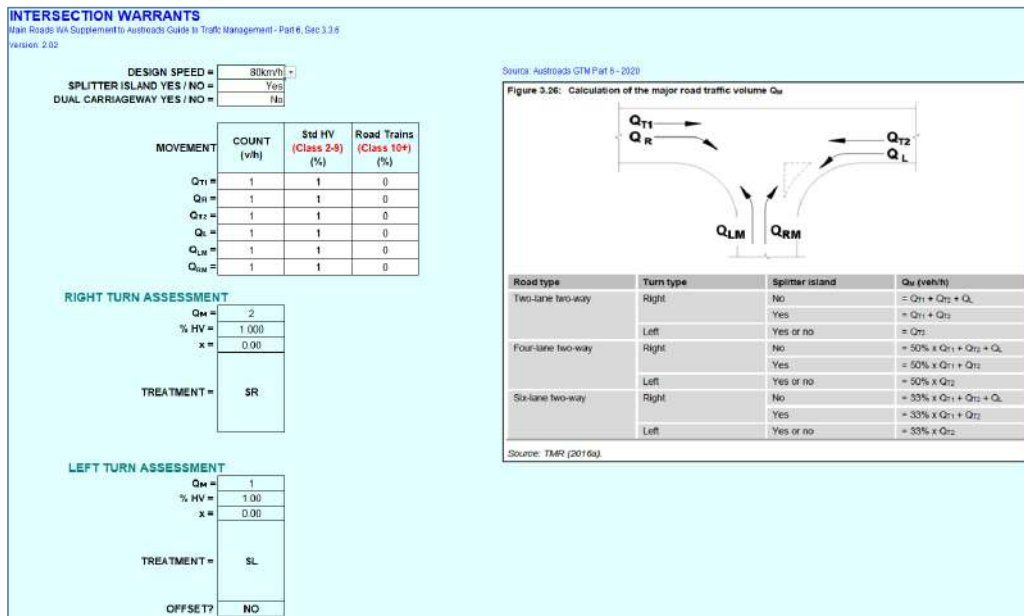 INTERSECTION WARRANTS
Main Roads WA Supplement to Austroads Guide to Traffic Management - Part 6, Sec 3.3.6
Version: 2.02
DESIGN SPEED = 80km/h
SPLITTER ISLAND YES / NO = Yes
DUAL CARRIAGEWAY YES / NO = No
MOVEMENT COUNT (v/h) Std HV (Class 2-9) (%) Road Trains (Class 10+) (%)
QT1 = 1 1 0
QR = 1 1 0
QT2 = 1 1 0
QL = 1 1 0
QLM = 1 1 0
QRM = 1 1 0
RIGHT TURN ASSESSMENT
QM = 2
% HV = 1.000
x = 0.00
TREATMENT = SR
LEFT TURN ASSESSMENT
QM = 1
% HV = 1.00
x = 0.00
TREATMENT = SL
OFFSET? NO
Source: Austroads GTM Part 6 - 2020
Figure 3.26: Calculation of the major road traffic volume QM
QT1
QR
QT2
QL
QLM QRM
Road type Turn type Splitter island QM (veh/h)
Two-lane two-way Right No = QT1 + QT2 + QL
Yes = QT1 + QT2
Left Yes or no = QT2
Four-lane two-way Right No = 50% x QT1 + QT2 + QL
Yes = 50% x QT1 + QT2
Left Yes or no = 50% x QT2
Six-lane two-way Right No = 33% x QT1 + QT2 + QL
Yes = 33% x QT1 + QT2
Left Yes or no = 33% x QT2
Source: TMR (2016a).